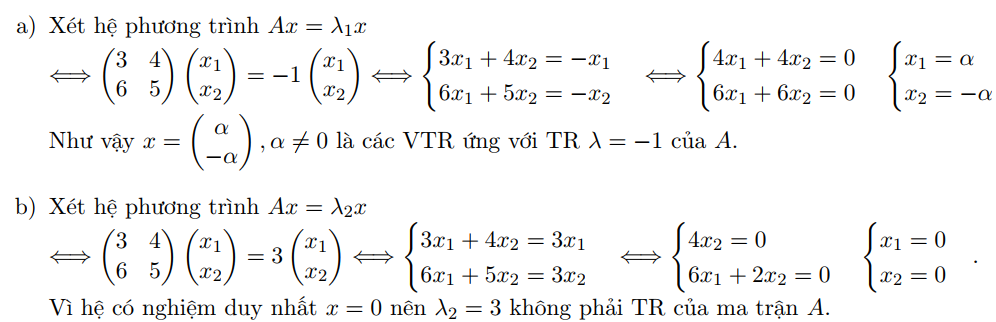 a) Xét hệ phương trình $Ax = \lambda_1 x$
$\Longleftrightarrow \begin{pmatrix} 3 & 4 \\ 6 & 5 \end{pmatrix} \begin{pmatrix} x_1 \\ x_2 \end{pmatrix} = -1 \begin{pmatrix} x_1 \\ x_2 \end{pmatrix} \Longleftrightarrow \begin{cases} 3x_1 + 4x_2 = -x_1 \\ 6x_1 + 5x_2 = -x_2 \end{cases} \Longleftrightarrow \begin{cases} 4x_1 + 4x_2 = 0 \\ 6x_1 + 6x_2 = 0 \end{cases} \begin{cases} x_1 = \alpha \\ x_2 = -\alpha \end{cases}$
Như vậy $x = \begin{pmatrix} \alpha \\ -\alpha \end{pmatrix}, \alpha \neq 0$ là các VTR ứng với TR $\lambda = -1$ của $A$.
b) Xét hệ phương trình $Ax = \lambda_2 x$
$\Longleftrightarrow \begin{pmatrix} 3 & 4 \\ 6 & 5 \end{pmatrix} \begin{pmatrix} x_1 \\ x_2 \end{pmatrix} = 3 \begin{pmatrix} x_1 \\ x_2 \end{pmatrix} \Longleftrightarrow \begin{cases} 3x_1 + 4x_2 = 3x_1 \\ 6x_1 + 5x_2 = 3x_2 \end{cases} \Longleftrightarrow \begin{cases} 4x_2 = 0 \\ 6x_1 + 2x_2 = 0 \end{cases} \begin{cases} x_1 = 0 \\ x_2 = 0 \end{cases}.$
Vì hệ có nghiệm duy nhất $x = 0$ nên $\lambda_2 = 3$ không phải TR của ma trận $A$.